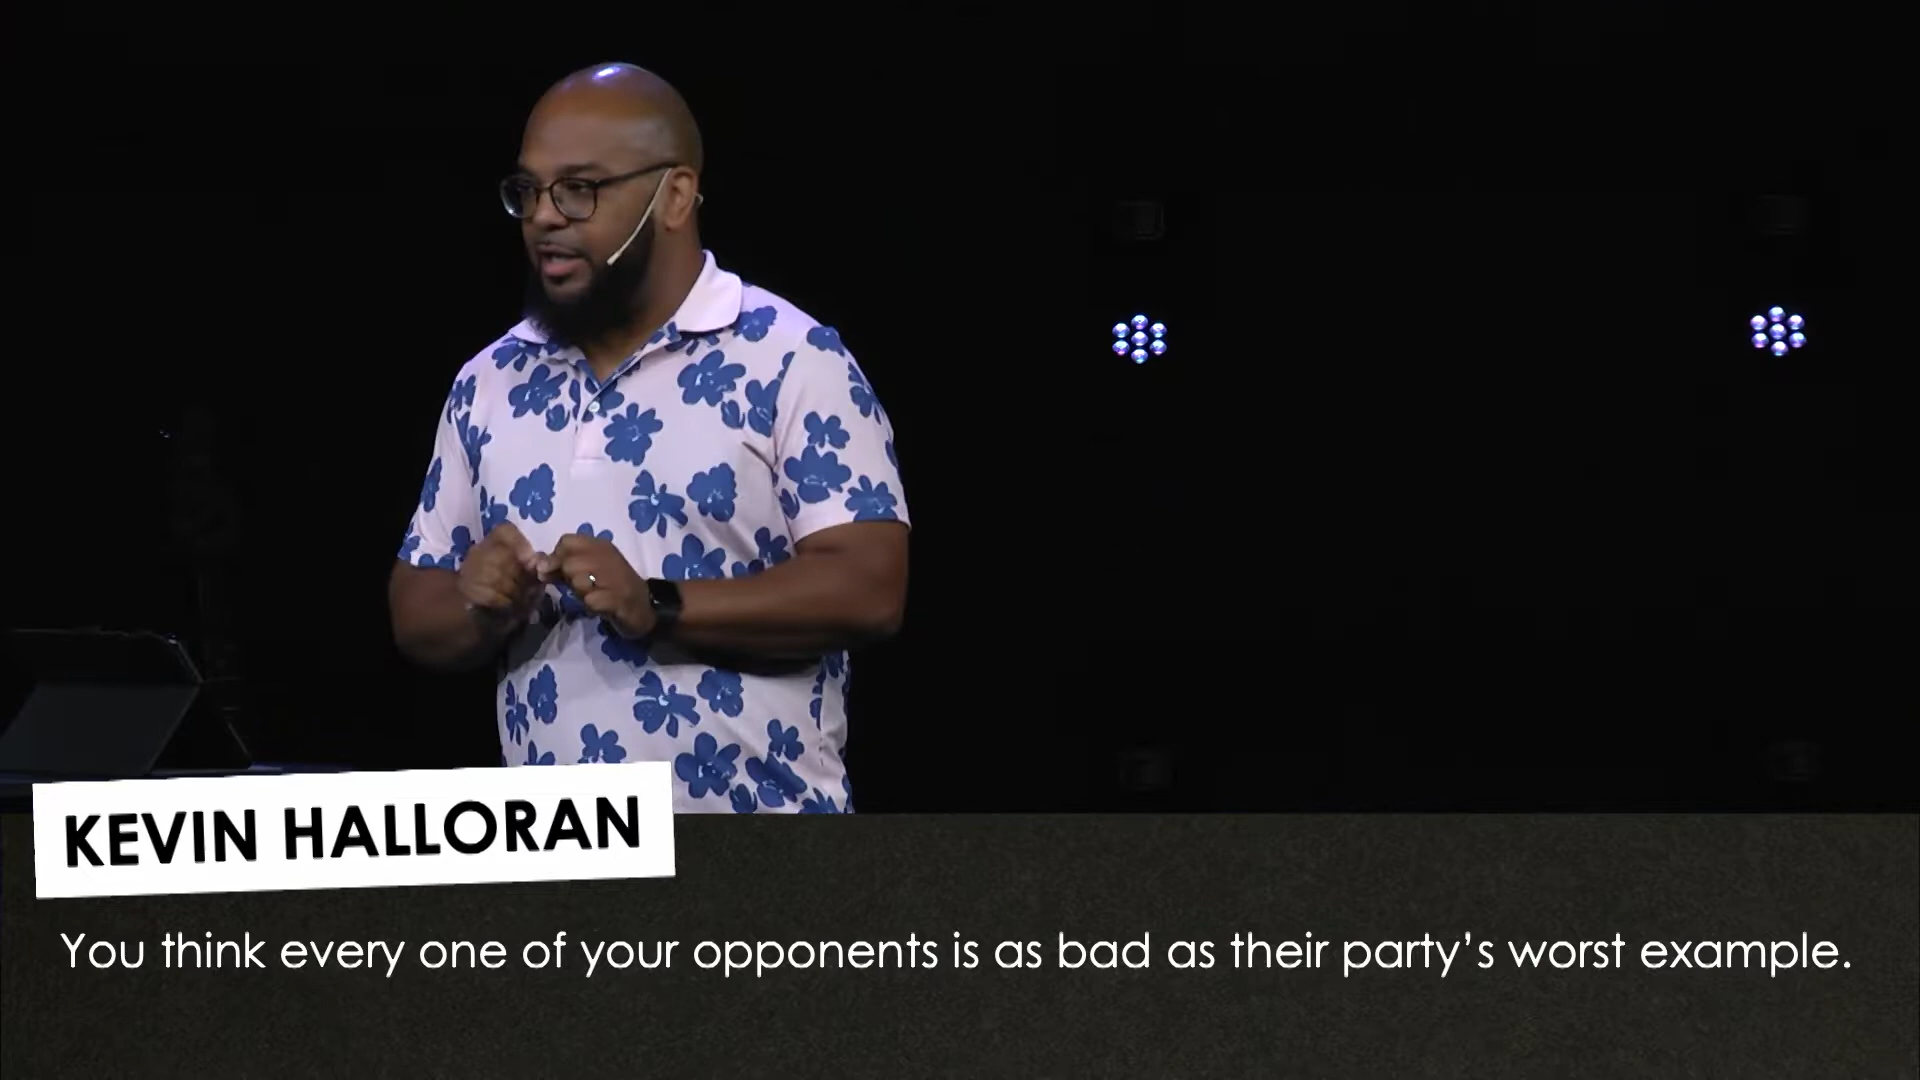 KEVIN HALLORAN
You think every one of your opponents is as bad as their party’s worst example.